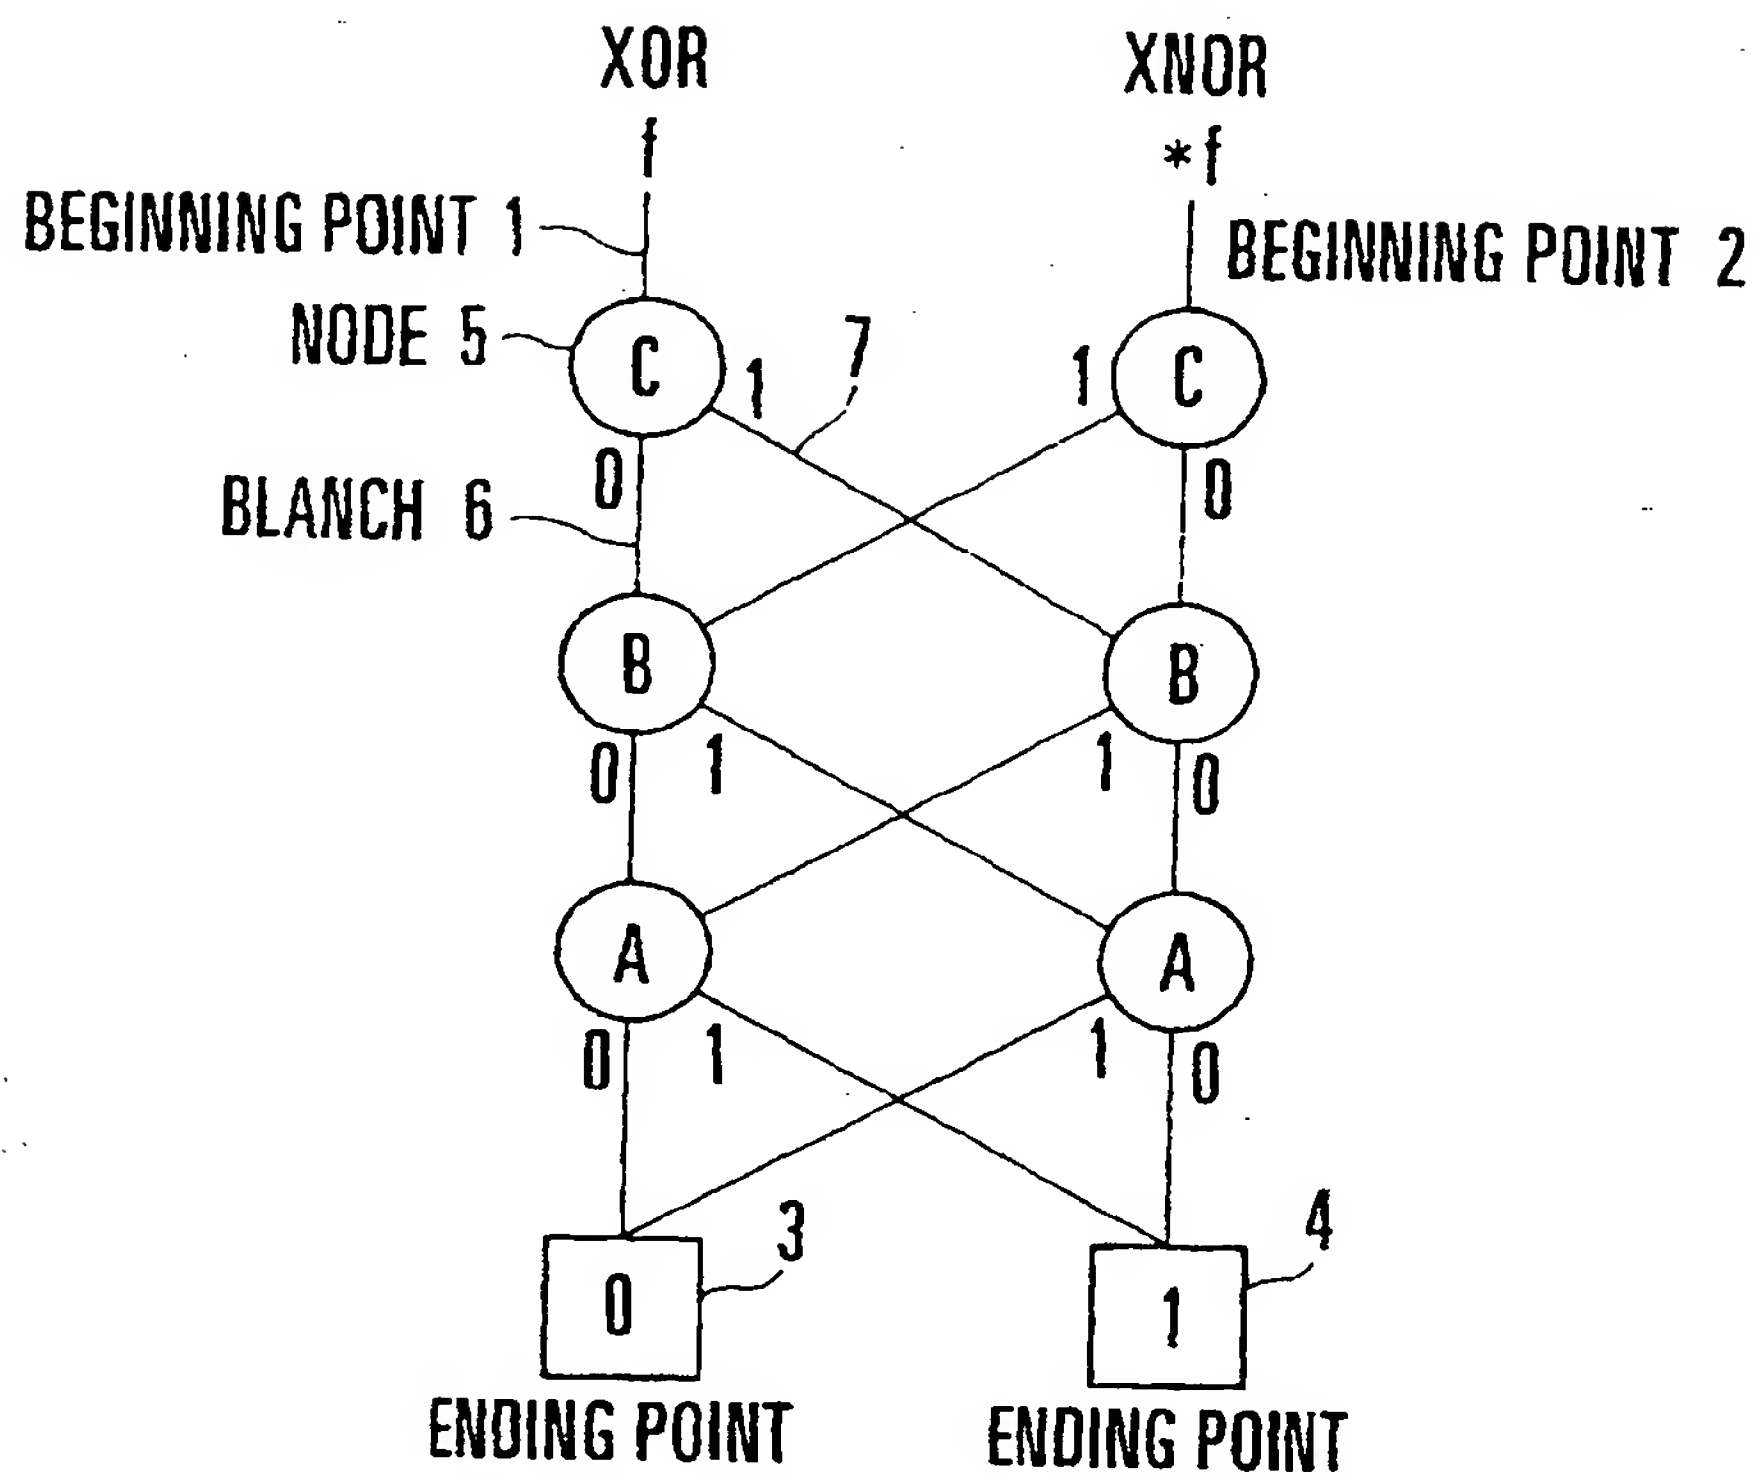 XOR
XNOR
f
*f
BEGINNING POINT 1
BEGINNING POINT 2
NODE 5
C
1
7
1
C
0
0
BLANCH 6
B
B
0
1
1
0
A
A
0
1
1
0
3
4
0
1
ENDING POINT
ENDING POINT